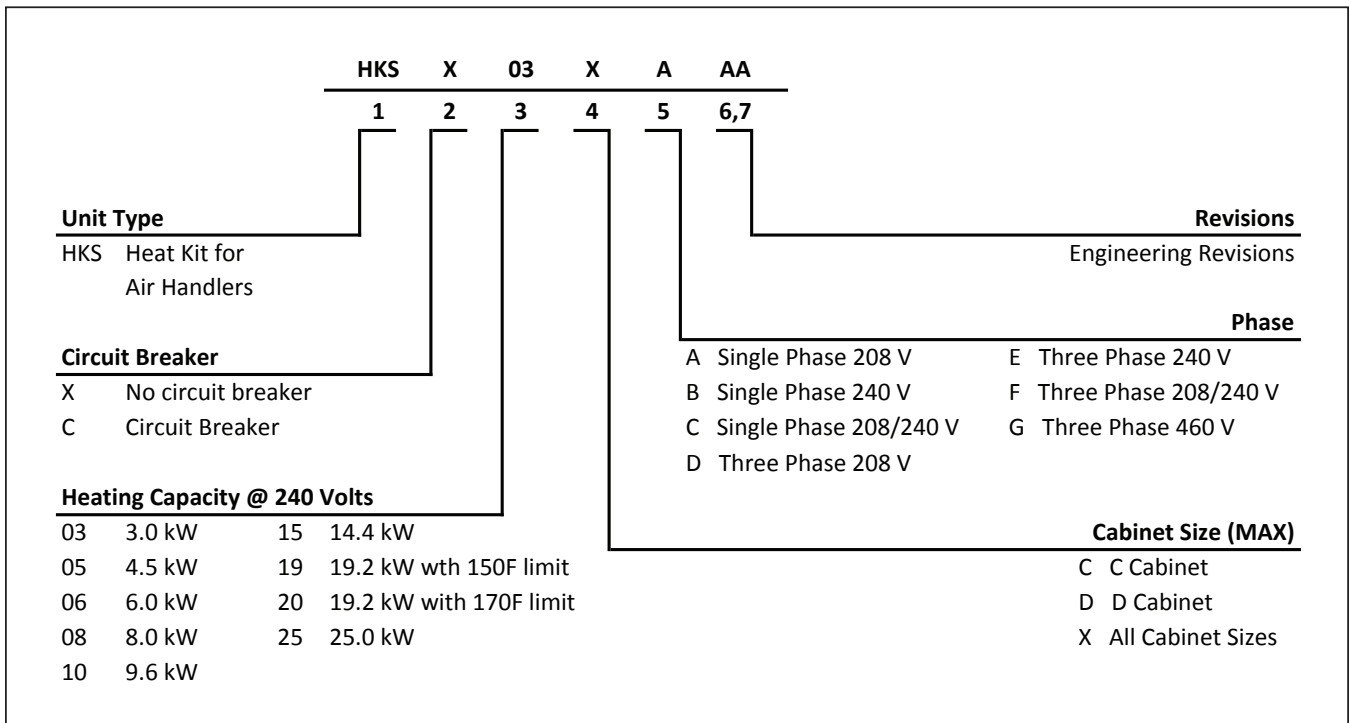 HKS X 03 X A AA
1 2 3 4 5 6,7
Unit Type
HKS Heat Kit for
Air Handlers
Circuit Breaker
X No circuit breaker
C Circuit Breaker
Heating Capacity @ 240 Volts
03 3.0 kW 15 14.4 kW
05 4.5 kW 19 19.2 kW wth 150F limit
06 6.0 kW 20 19.2 kW with 170F limit
08 8.0 kW 25 25.0 kW
10 9.6 kW
Revisions
Engineering Revisions
Phase
A Single Phase 208 V E Three Phase 240 V
B Single Phase 240 V F Three Phase 208/240 V
C Single Phase 208/240 V G Three Phase 460 V
D Three Phase 208 V
Cabinet Size (MAX)
C C Cabinet
D D Cabinet
X All Cabinet Sizes